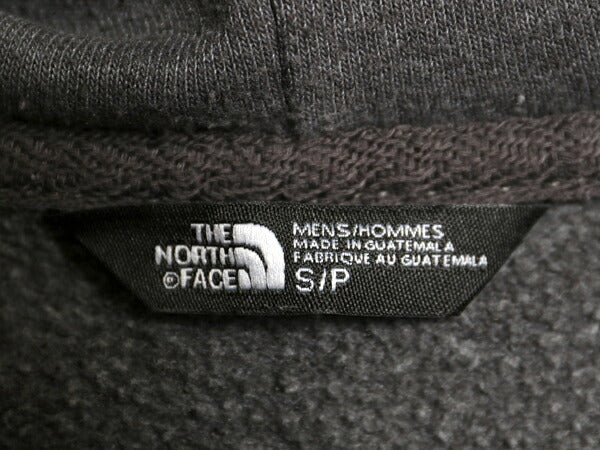 THE
NORTH
®FACE
MENS/HOMMES
MADE IN GUATEMALA
FABRIQUE AU GUATEMALA
S/P